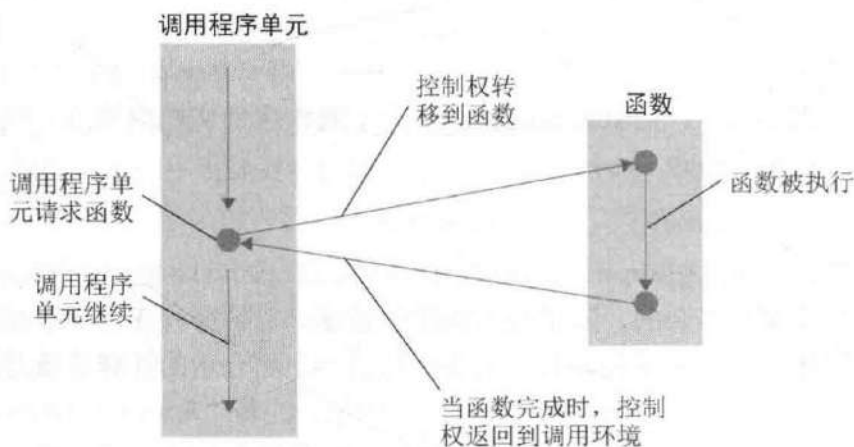 调用程序单元
控制权转
移到函数
函数
调用程序单
元请求函数
函数被执行
调用程序
单元继续
当函数完成时，控制
权返回到调用环境